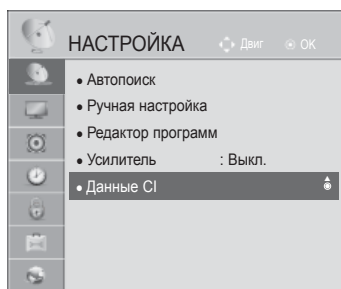 НАСТРОЙКА Двиг OK
• Автопоиск
• Ручная настройка
• Редактор программ
• Усилитель : Выкл.
• Данные CI